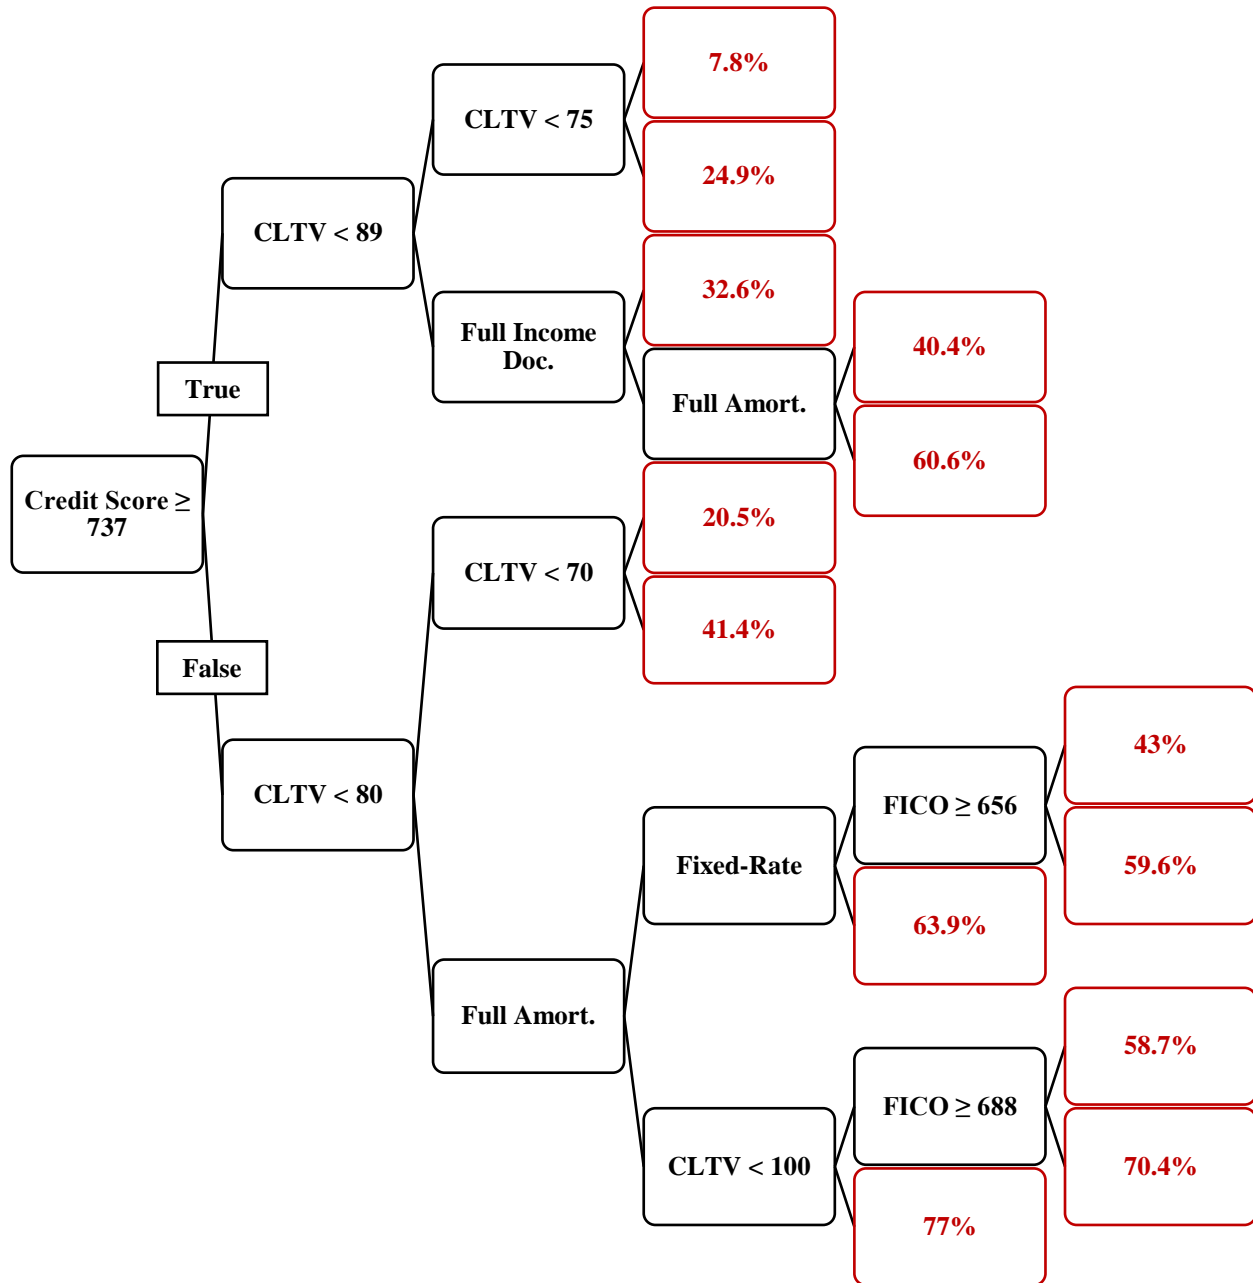 7.8%
CLTV < 75
24.9%
CLTV < 89
32.6%
Full Income
Doc.
40.4%
True
Full Amort.
60.6%
Credit Score ≥
737
20.5%
CLTV < 70
41.4%
False
43%
CLTV < 80
FICO ≥ 656
Fixed-Rate
59.6%
63.9%
Full Amort.
58.7%
FICO ≥ 688
CLTV < 100
70.4%
77%